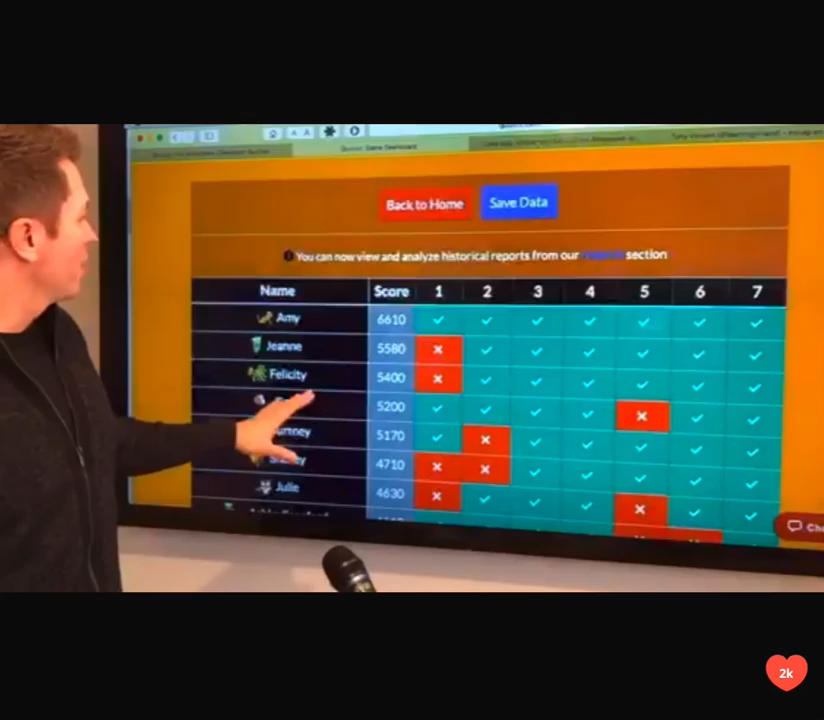 Back to Home Save Data
You can now view and analyze historical reports from our section
Name Score 1 2 3 4 5 6 7
Amy 6610
Jeanne 5580
Felicity 5400
5200
5170
4710
Julie 4630
2k